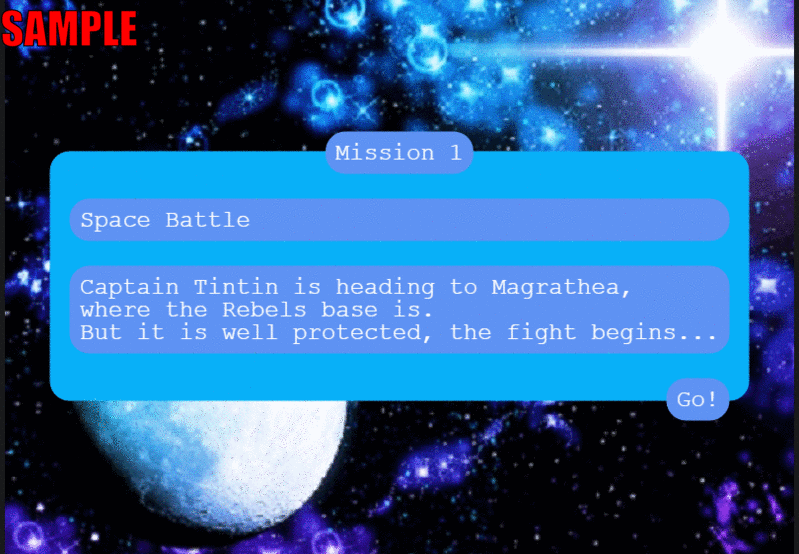 SAMPLE
Mission 1
Space Battle
Captain Tintin is heading to Magrathea,
where the Rebels base is.
But it is well protected, the fight begins...
Go!